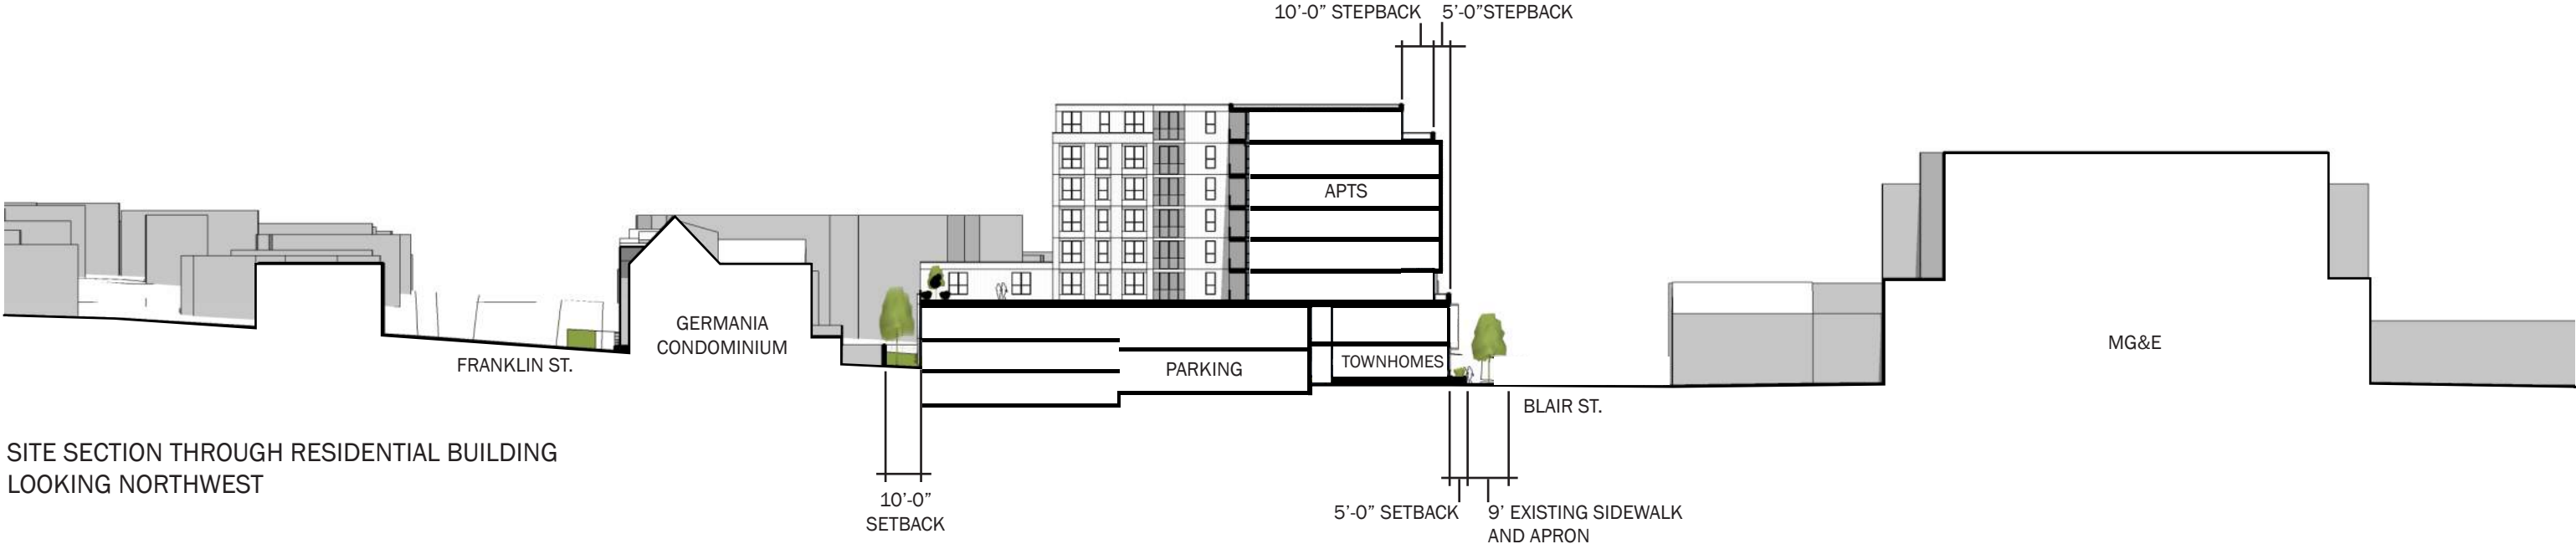 10’-0” STEPBACK
5’-0”STEPBACK
APTS
GERMANIA
CONDOMINIUM
FRANKLIN ST.
PARKING
TOWNHOMES
MG&E
BLAIR ST.
SITE SECTION THROUGH RESIDENTIAL BUILDING
LOOKING NORTHWEST
10’-0”
SETBACK
5’-0” SETBACK
9’ EXISTING SIDEWALK
AND APRON